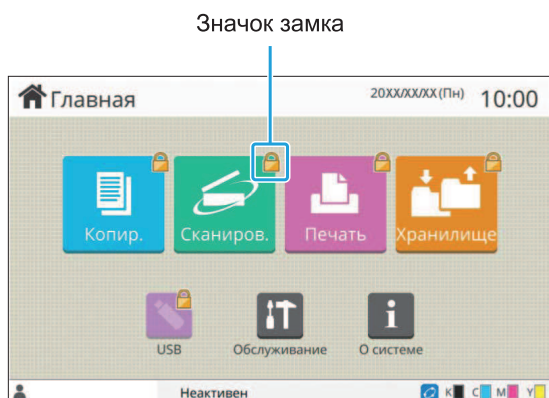 Значок замка
Главная
20XX/XX/XX (Пн) 10:00
Копир. Сканиров. Печать Хранилище
USB Обслуживание О системе
Неактивен K C M Y